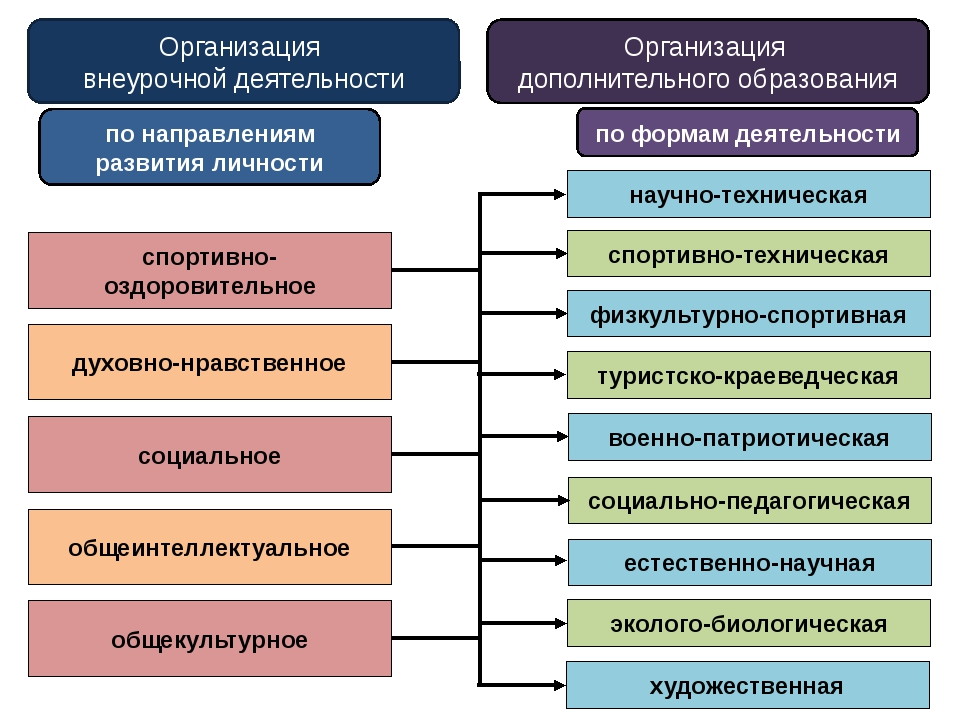 Организация
внеурочной деятельности
по направлениям
развития личности
спортивно-
оздоровительное
духовно-нравственное
социальное
общеинтеллектуальное
общекультурное
Организация
дополнительного образования
по формам деятельности
научно-техническая
спортивно-техническая
физкультурно-спортивная
туристско-краеведческая
военно-патриотическая
социально-педагогическая
естественно-научная
эколого-биологическая
художественная